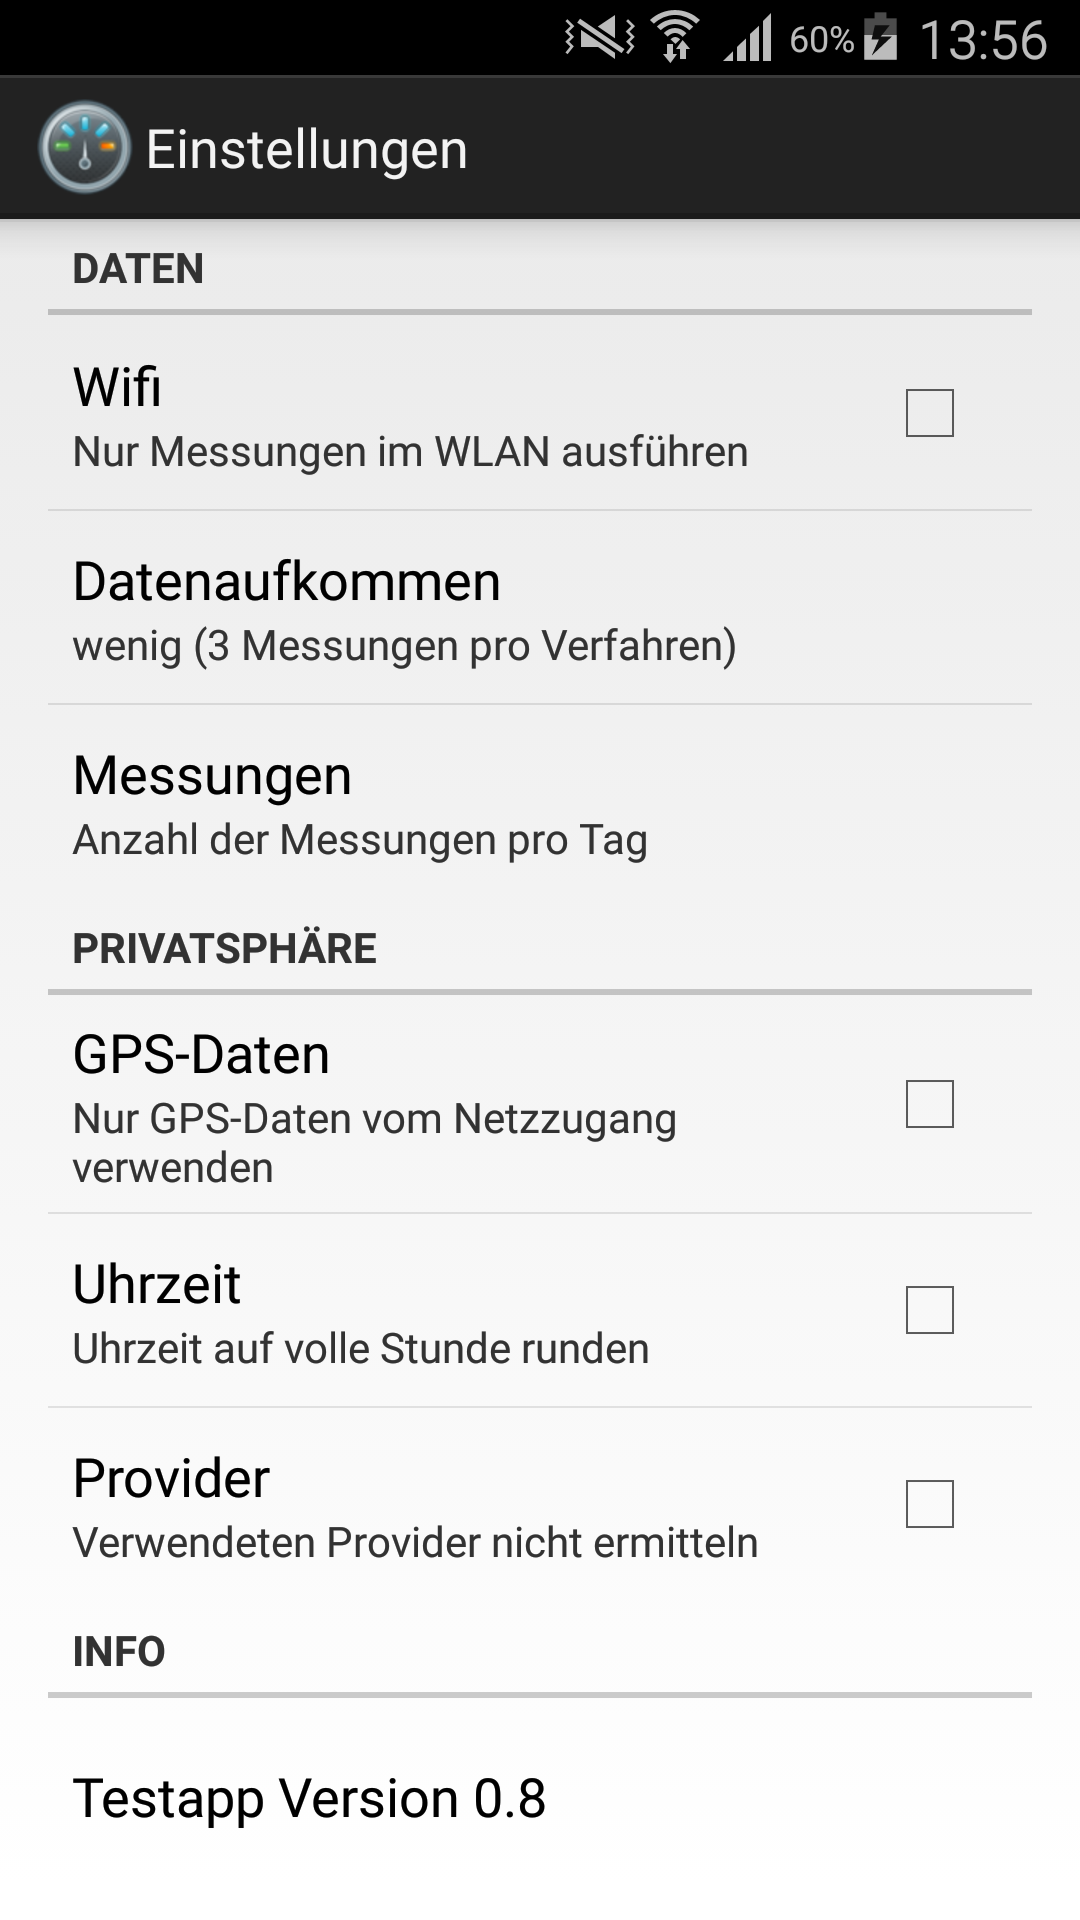 60% 13:56
Einstellungen
DATEN
Wifi
Nur Messungen im WLAN ausführen
Datenaufkommen
wenig (3 Messungen pro Verfahren)
Messungen
Anzahl der Messungen pro Tag
PRIVATSPHÄRE
GPS-Daten
Nur GPS-Daten vom Netzzugang
verwenden
Uhrzeit
Uhrzeit auf volle Stunde runden
Provider
Verwendeten Provider nicht ermitteln
INFO
Testapp Version 0.8